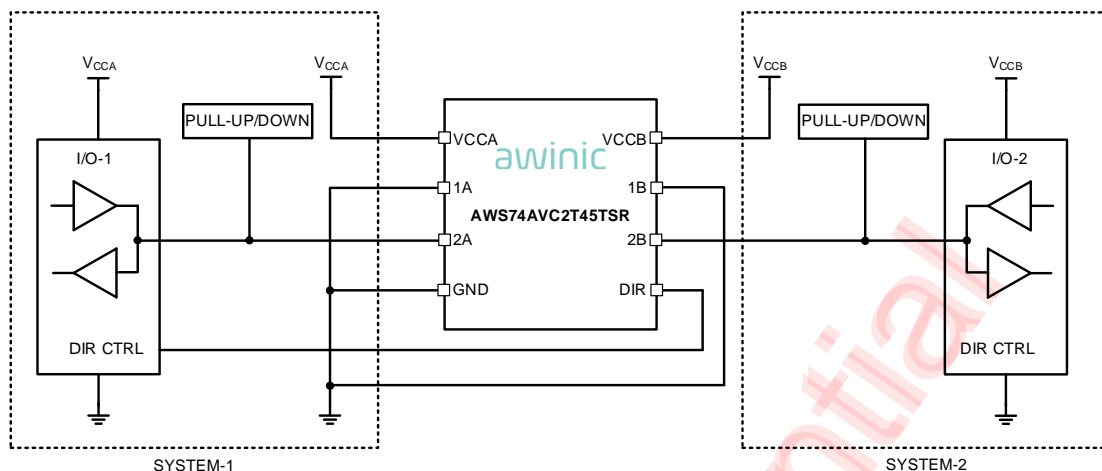 VCCA
VCCA
VCCB
VCCB
PULL-UP/DOWN
PULL-UP/DOWN
I/O-1
VCCA
VCCB
I/O-2
awinic
1A
1B
AWS74AVC2T45TSR
2A
2B
GND
DIR
DIR CTRL
DIR CTRL
SYSTEM-1
SYSTEM-2
ntial